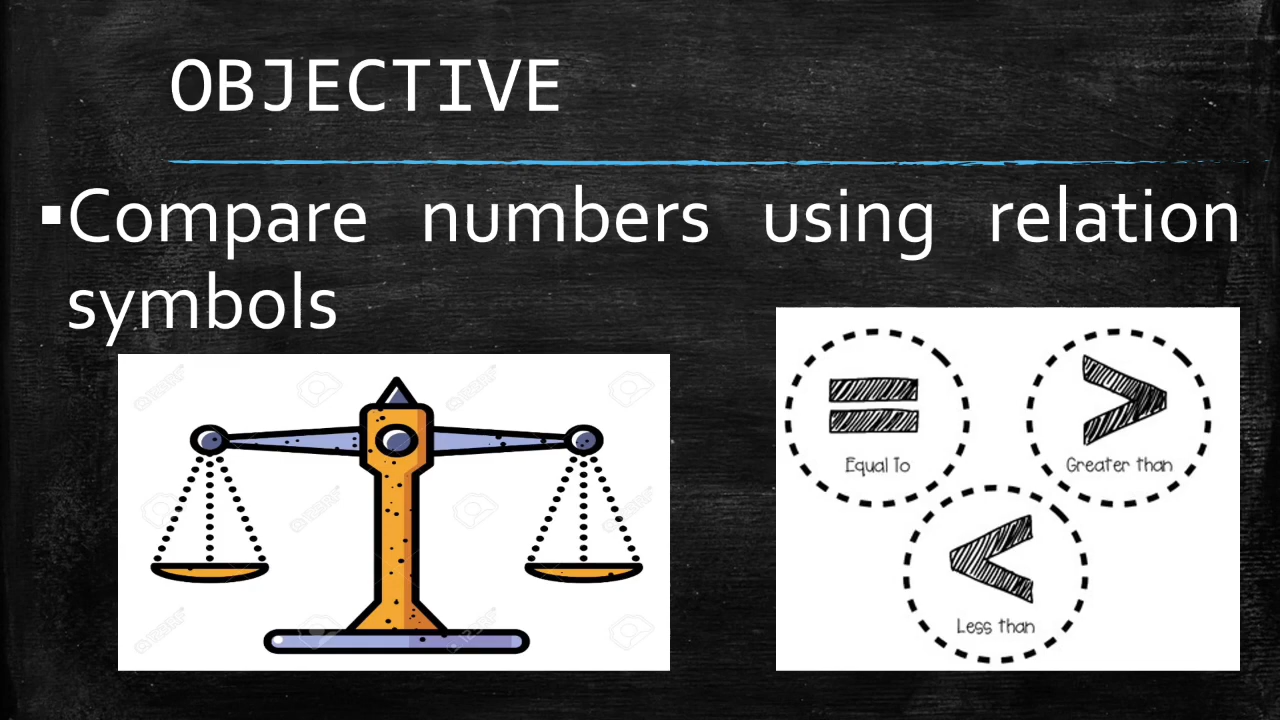 OBJECTIVE
▪Compare numbers using relation
symbols
=
>
Equal To
Greater than
<
Less than